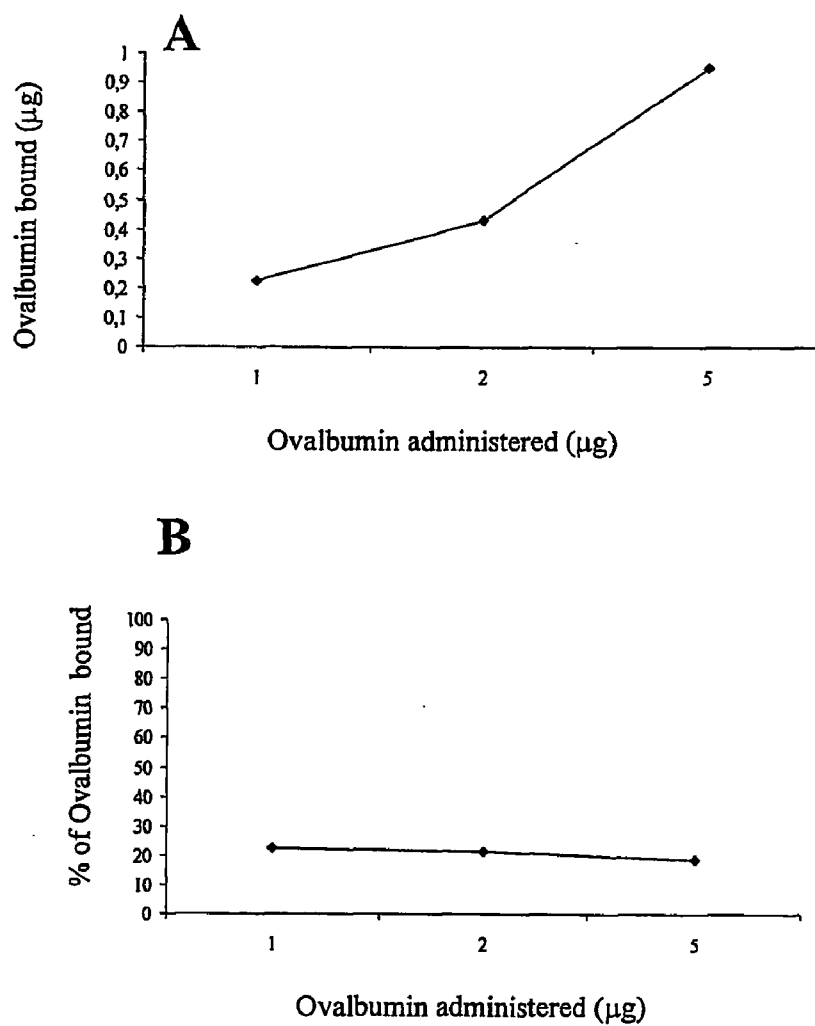 A
Ovalbumin bound (µg)
1
0,9
0,8
0,7
0,6
0,5
0,4
0,3
0,2
0,1
0
1 2 5
Ovalbumin administered (µg)
B
% of Ovalbumin bound
100
90
80
70
60
50
40
30
20
10
0
1 2 5
Ovalbumin administered (µg)